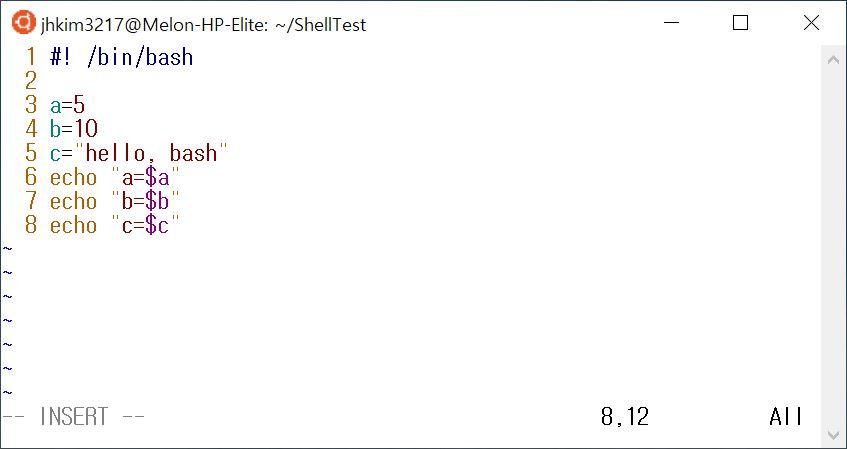 jhkim3217@Melon-HP-Elite: ~/ShellTest
1 #! /bin/bash
2
3 a=5
4 b=10
5 c="hello, bash"
6 echo "a=$a"
7 echo "b=$b"
8 echo "c=$c"
~
~
~
~
~
~
~
-- INSERT -- 8,12 All